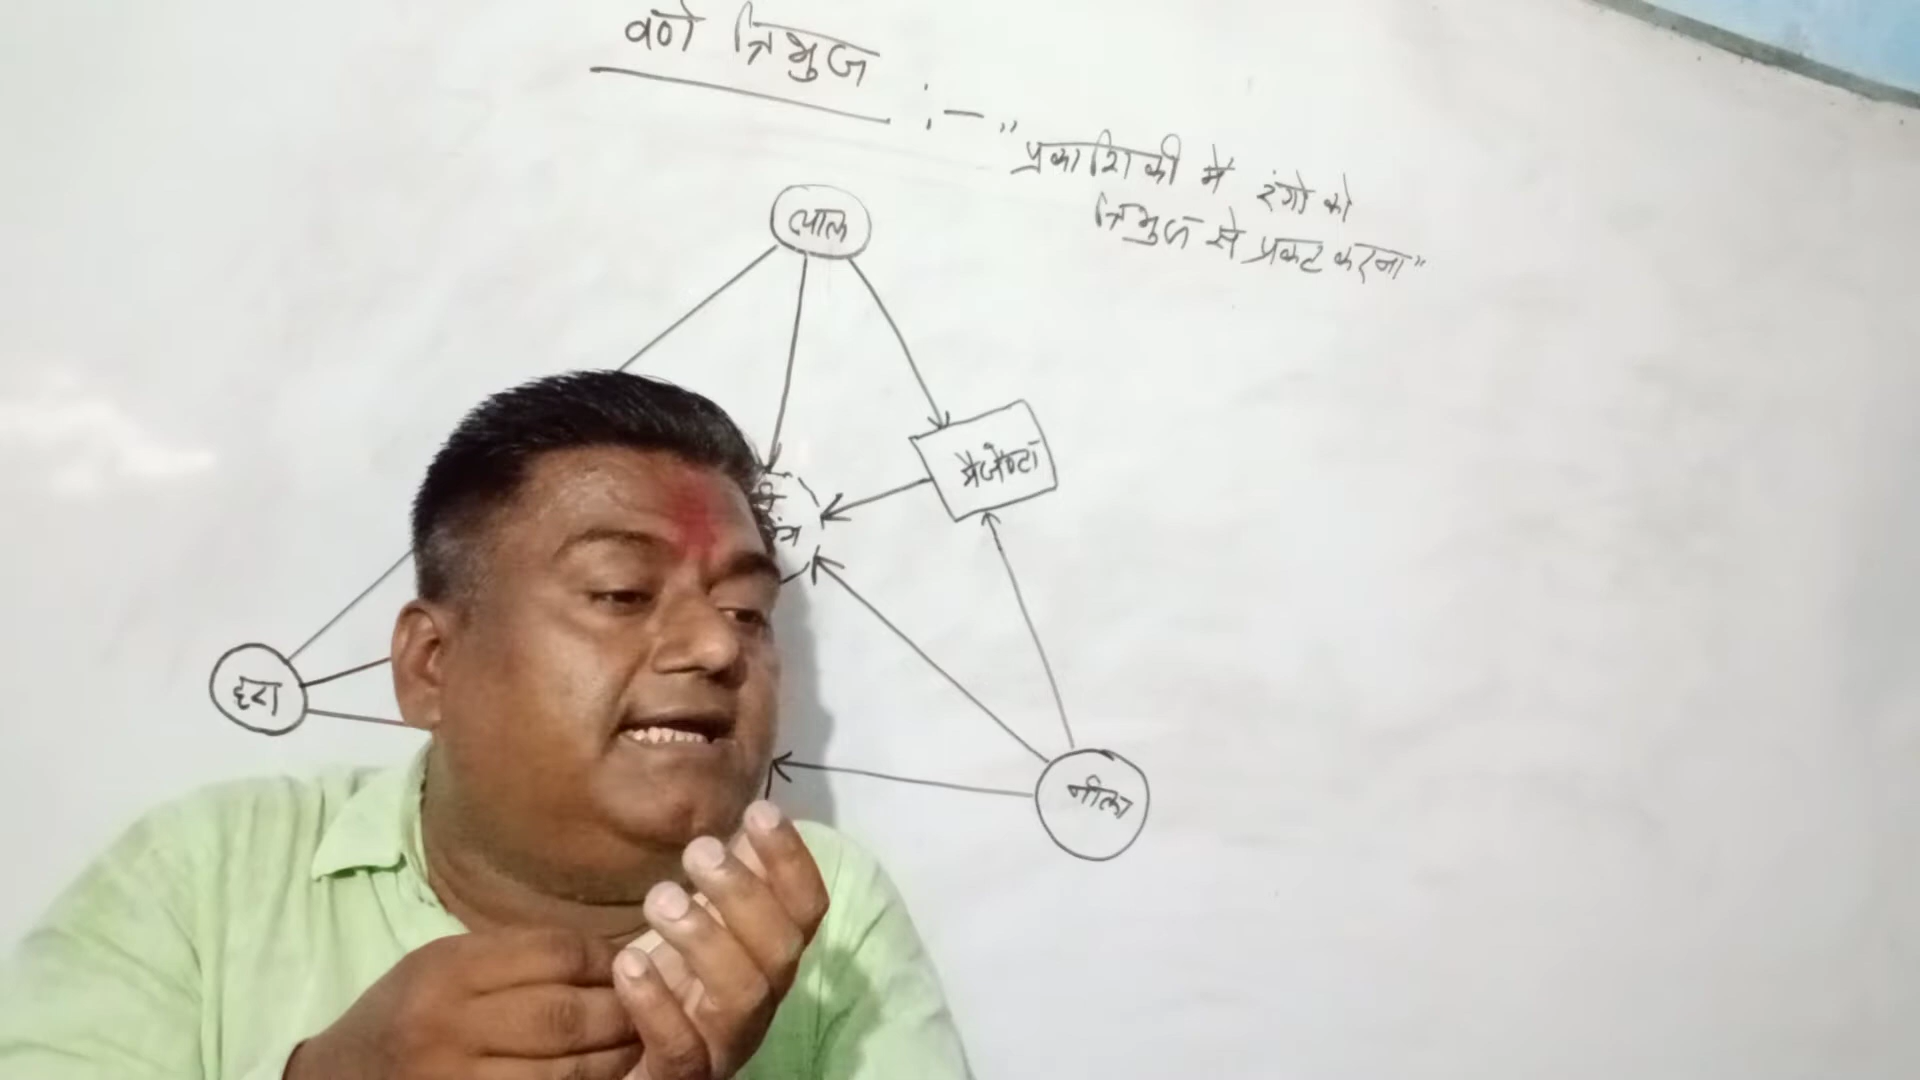 वर्ण त्रिभुज :- "
प्रकाशिकी में रंगो को
त्रिभुज से प्रकट करना"
लाल
मैजेण्टा
हरा
नीला